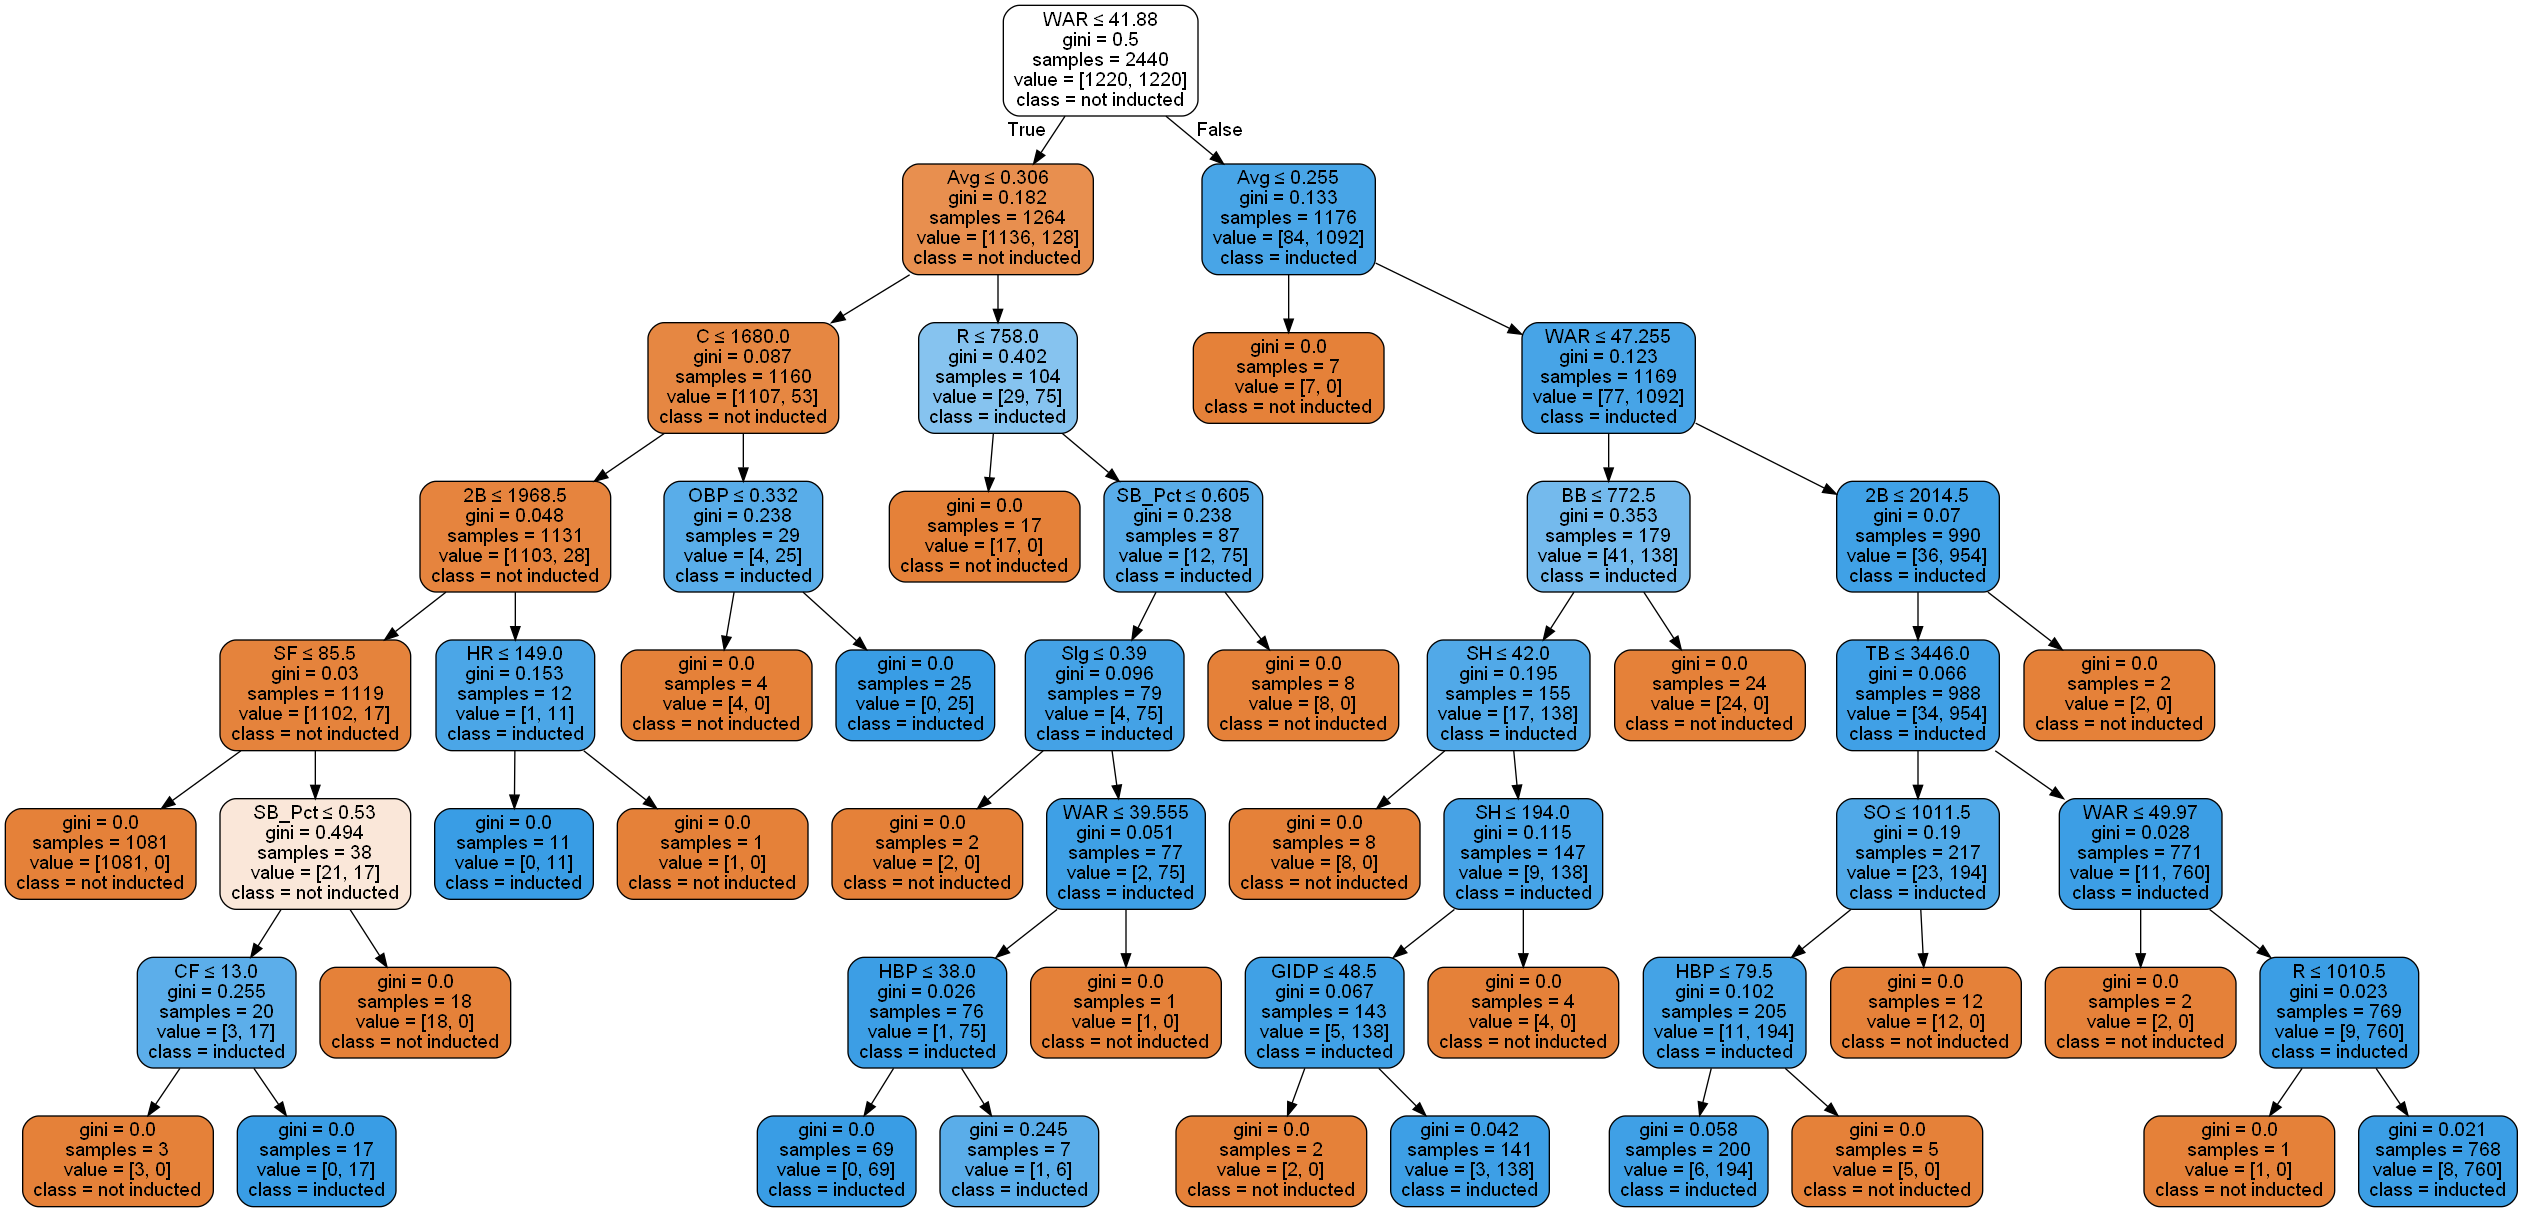 WAR ≤ 41.88
gini = 0.5
samples = 2440
value = [1220, 1220]
class = not inducted
True
False
Avg ≤ 0.306
gini = 0.182
samples = 1264
value = [1136, 128]
class = not inducted
Avg ≤ 0.255
gini = 0.133
samples = 1176
value = [84, 1092]
class = inducted
C ≤ 1680.0
gini = 0.087
samples = 1160
value = [1107, 53]
class = not inducted
R ≤ 758.0
gini = 0.402
samples = 104
value = [29, 75]
class = inducted
gini = 0.0
samples = 7
value = [7, 0]
class = not inducted
WAR ≤ 47.255
gini = 0.123
samples = 1169
value = [77, 1092]
class = inducted
2B ≤ 1968.5
gini = 0.048
samples = 1131
value = [1103, 28]
class = not inducted
OBP ≤ 0.332
gini = 0.238
samples = 29
value = [4, 25]
class = inducted
gini = 0.0
samples = 17
value = [17, 0]
class = not inducted
SB_Pct ≤ 0.605
gini = 0.238
samples = 87
value = [12, 75]
class = inducted
BB ≤ 772.5
gini = 0.353
samples = 179
value = [41, 138]
class = inducted
2B ≤ 2014.5
gini = 0.07
samples = 990
value = [36, 954]
class = inducted
SF ≤ 85.5
gini = 0.03
samples = 1119
value = [1102, 17]
class = not inducted
HR ≤ 149.0
gini = 0.153
samples = 12
value = [1, 11]
class = inducted
gini = 0.0
samples = 4
value = [4, 0]
class = not inducted
gini = 0.0
samples = 25
value = [0, 25]
class = inducted
Slg ≤ 0.39
gini = 0.096
samples = 79
value = [4, 75]
class = inducted
gini = 0.0
samples = 8
value = [8, 0]
class = not inducted
SH ≤ 42.0
gini = 0.195
samples = 155
value = [17, 138]
class = inducted
gini = 0.0
samples = 24
value = [24, 0]
class = not inducted
TB ≤ 3446.0
gini = 0.066
samples = 988
value = [34, 954]
class = inducted
gini = 0.0
samples = 2
value = [2, 0]
class = not inducted
gini = 0.0
samples = 1081
value = [1081, 0]
class = not inducted
SB_Pct ≤ 0.53
gini = 0.494
samples = 38
value = [21, 17]
class = not inducted
gini = 0.0
samples = 11
value = [0, 11]
class = inducted
gini = 0.0
samples = 1
value = [1, 0]
class = not inducted
gini = 0.0
samples = 2
value = [2, 0]
class = not inducted
WAR ≤ 39.555
gini = 0.051
samples = 77
value = [2, 75]
class = inducted
gini = 0.0
samples = 8
value = [8, 0]
class = not inducted
SH ≤ 194.0
gini = 0.115
samples = 147
value = [9, 138]
class = inducted
SO ≤ 1011.5
gini = 0.19
samples = 217
value = [23, 194]
class = inducted
WAR ≤ 49.97
gini = 0.028
samples = 771
value = [11, 760]
class = inducted
CF ≤ 13.0
gini = 0.255
samples = 20
value = [3, 17]
class = inducted
gini = 0.0
samples = 18
value = [18, 0]
class = not inducted
HBP ≤ 38.0
gini = 0.026
samples = 76
value = [1, 75]
class = inducted
gini = 0.0
samples = 1
value = [1, 0]
class = not inducted
GIDP ≤ 48.5
gini = 0.067
samples = 143
value = [5, 138]
class = inducted
gini = 0.0
samples = 4
value = [4, 0]
class = not inducted
HBP ≤ 79.5
gini = 0.102
samples = 205
value = [11, 194]
class = inducted
gini = 0.0
samples = 12
value = [12, 0]
class = not inducted
gini = 0.0
samples = 2
value = [2, 0]
class = not inducted
R ≤ 1010.5
gini = 0.023
samples = 769
value = [9, 760]
class = inducted
gini = 0.0
samples = 3
value = [3, 0]
class = not inducted
gini = 0.0
samples = 17
value = [0, 17]
class = inducted
gini = 0.0
samples = 69
value = [0, 69]
class = inducted
gini = 0.245
samples = 7
value = [1, 6]
class = inducted
gini = 0.0
samples = 2
value = [2, 0]
class = not inducted
gini = 0.042
samples = 141
value = [3, 138]
class = inducted
gini = 0.058
samples = 200
value = [6, 194]
class = inducted
gini = 0.0
samples = 5
value = [5, 0]
class = not inducted
gini = 0.0
samples = 1
value = [1, 0]
class = not inducted
gini = 0.021
samples = 768
value = [8, 760]
class = inducted